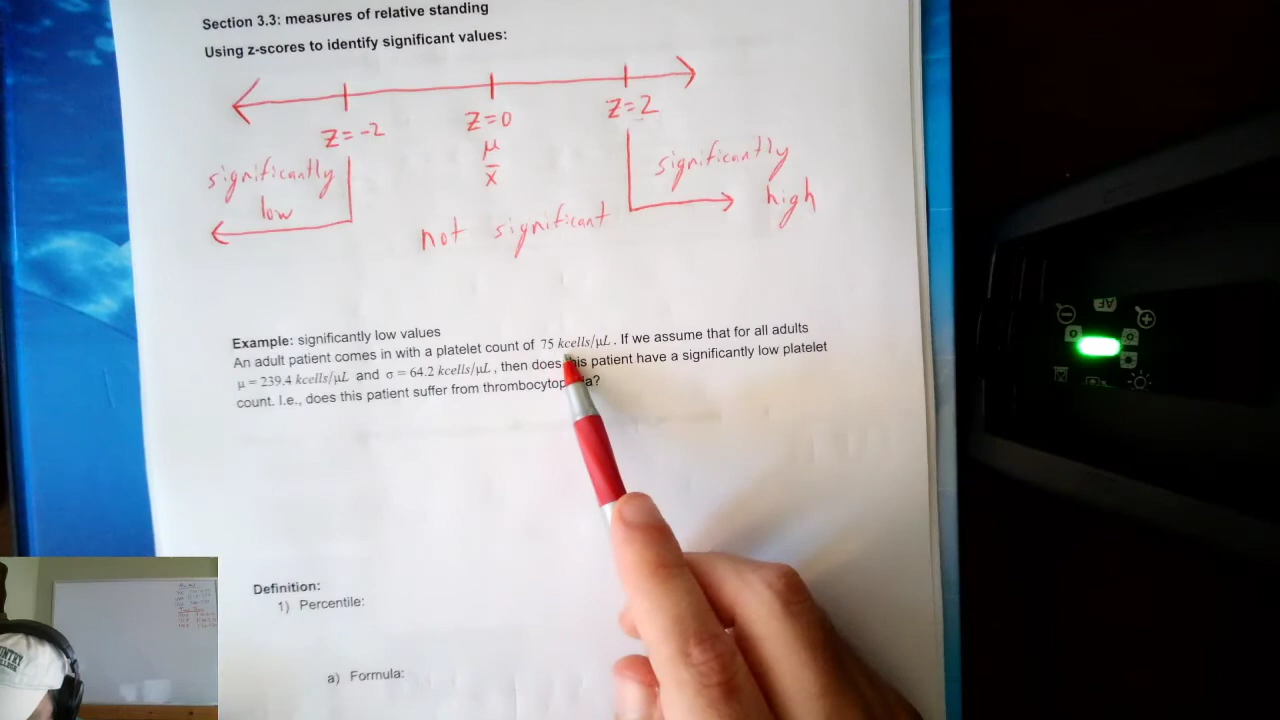 Section 3.3: measures of relative standing
Using z-scores to identify significant values:
z=-2
z=0
z=2
μ
x̄
significantly
low
not significant
significantly
high
Example: significantly low values
An adult patient comes in with a platelet count of 75 kcells/μL. If we assume that for all adults
μ = 239.4 kcells/μL and σ = 64.2 kcells/μL, then does this patient have a significantly low platelet
count. I.e., does this patient suffer from
Definition:
1) Percentile:
a) Formula:
AF